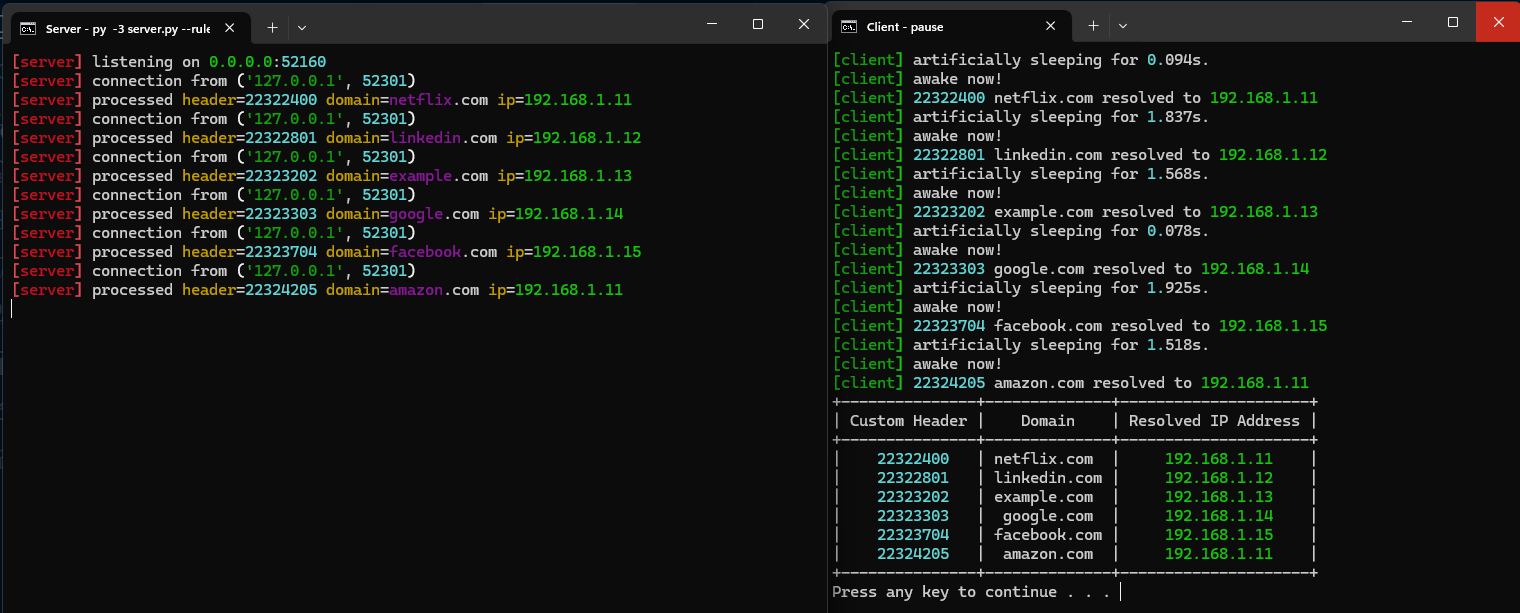 Server - py -3 server.py --rule
[server] listening on 0.0.0.0:52160
[server] connection from ('127.0.0.1', 52301)
[server] processed header=22322400 domain=netflix.com ip=192.168.1.11
[server] connection from ('127.0.0.1', 52301)
[server] processed header=22322801 domain=linkedin.com ip=192.168.1.12
[server] connection from ('127.0.0.1', 52301)
[server] processed header=22323202 domain=example.com ip=192.168.1.13
[server] connection from ('127.0.0.1', 52301)
[server] processed header=22323303 domain=google.com ip=192.168.1.14
[server] connection from ('127.0.0.1', 52301)
[server] processed header=22323704 domain=facebook.com ip=192.168.1.15
[server] connection from ('127.0.0.1', 52301)
[server] processed header=22324205 domain=amazon.com ip=192.168.1.11
Client - pause
[client] artificially sleeping for 0.094s.
[client] awake now!
[client] 22322400 netflix.com resolved to 192.168.1.11
[client] artificially sleeping for 1.837s.
[client] awake now!
[client] 22322801 linkedin.com resolved to 192.168.1.12
[client] artificially sleeping for 1.568s.
[client] awake now!
[client] 22323202 example.com resolved to 192.168.1.13
[client] artificially sleeping for 0.078s.
[client] awake now!
[client] 22323303 google.com resolved to 192.168.1.14
[client] artificially sleeping for 1.925s.
[client] awake now!
[client] 22323704 facebook.com resolved to 192.168.1.15
[client] artificially sleeping for 1.518s.
[client] awake now!
[client] 22324205 amazon.com resolved to 192.168.1.11
+---------------+--------------+---------------------+
| Custom Header |    Domain    | Resolved IP Address |
+---------------+--------------+---------------------+
|    22322400   | netflix.com  |     192.168.1.11    |
|    22322801   | linkedin.com |     192.168.1.12    |
|    22323202   | example.com  |     192.168.1.13    |
|    22323303   |  google.com  |     192.168.1.14    |
|    22323704   | facebook.com |     192.168.1.15    |
|    22324205   |  amazon.com  |     192.168.1.11    |
+---------------+--------------+---------------------+
Press any key to continue . . .